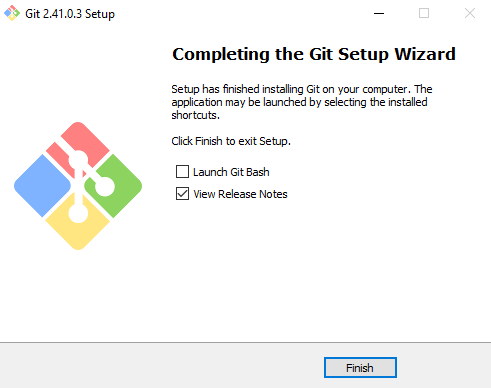 Git 2.41.0.3 Setup
Completing the Git Setup Wizard
Setup has finished installing Git on your computer. The
application may be launched by selecting the installed
shortcuts.
Click Finish to exit Setup.
Launch Git Bash
View Release Notes
Finish